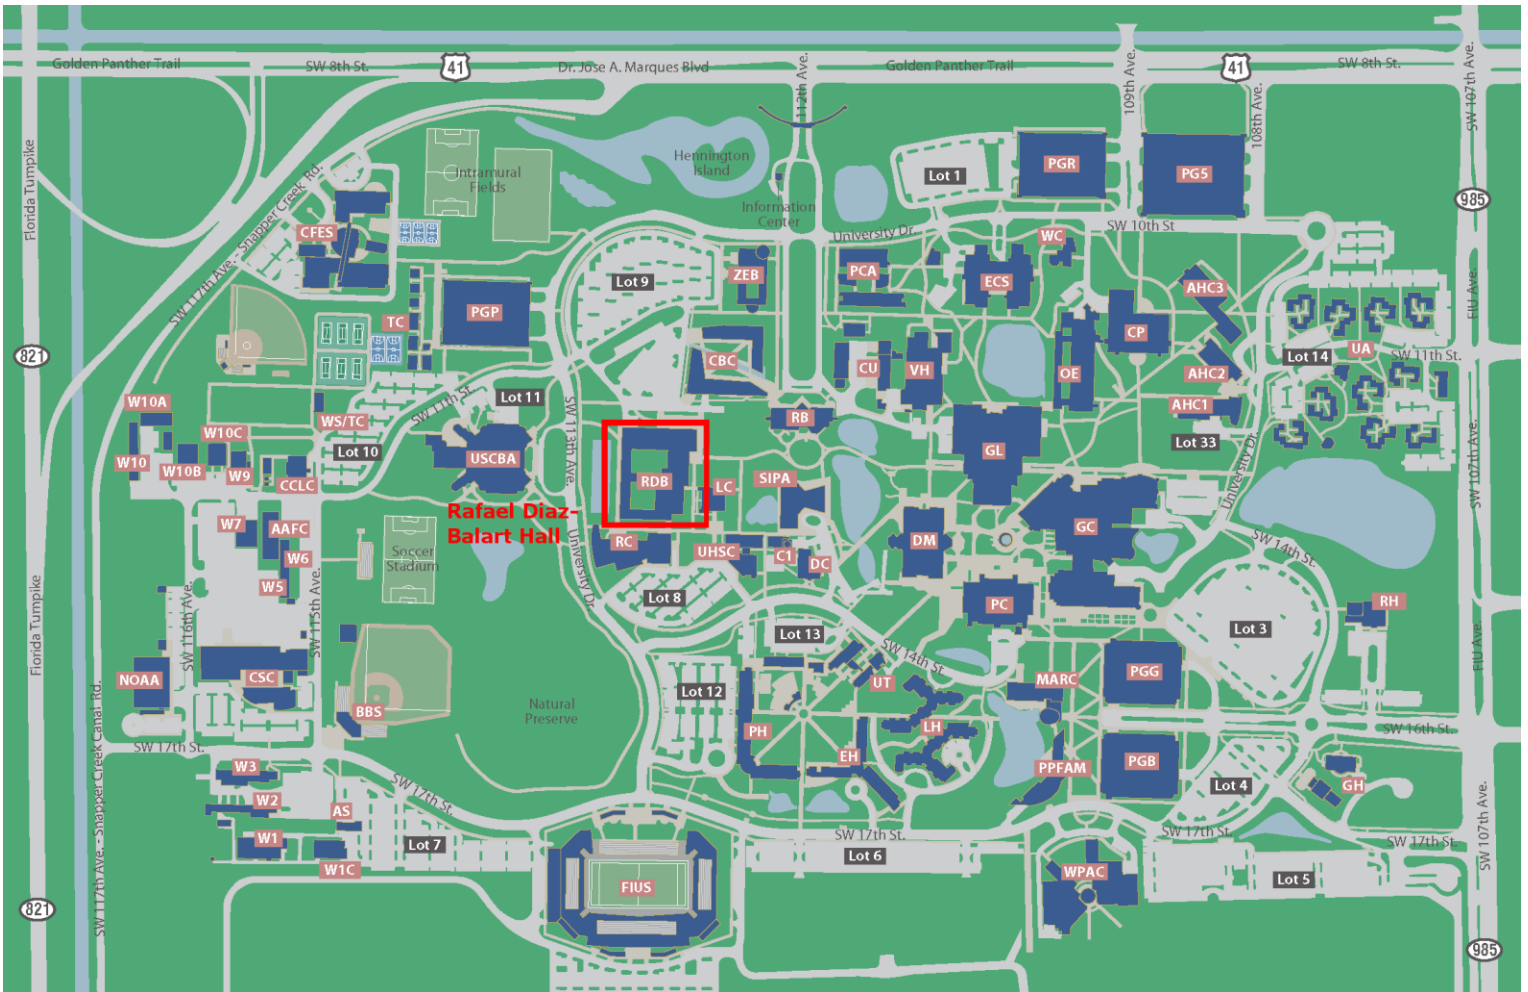 Golden Panther Trail
SW 8th St.
41
Dr. Jose A. Marques Blvd
112th Ave.
Golden Panther Trail
109th Ave.
41
108th Ave.
SW 8th St.
SW 107th Ave.
Florida Turnpike
SW 117th Ave. - Snapper Creek Rd.
Intramural
Fields
Hennington
Island
Information
Center
Lot 1
PGR
PG5
985
CFES
University Dr.
WC
SW 10th St
ZEB
PCA
ECS
AHC3
Lot 9
TC
PGP
CP
FIU Ave.
821
CBC
CU
VH
OE
AHC2
Lot 14
UA
SW 11th St.
W10A
WS/TC
SW 11th St.
Lot 11
SW 113th Ave.
RB
AHC1
Lot 33
W10C
W10
W10B
W9
CCLC
Lot 10
USCBA
RDB
LC
SIPA
GL
University Dr.
SW 107th Ave.
Rafael Diaz-
Balart Hall
W7
AAFC
W6
W5
Soccer
Stadium
RC
UHSC
C1
DC
DM
GC
SW 14th St.
University Dr.
Florida Turnpike
SW 116th Ave.
SW 115th Ave.
Lot 8
PC
RH
Lot 3
Lot 13
SW 14th St.
FIU Ave.
NOAA
CSC
BBS
Natural
Preserve
Lot 12
UT
MARC
PGG
PH
LH
SW 16th St.
SW 17th St.
W3
EH
PPFAM
PGB
Lot 4
GH
W2
AS
SW 17th St.
SW 117th Ave. - Snapper Creek Canal Rd.
W1
W1C
Lot 7
SW 17th St.
Lot 6
SW 17th St.
SW 17th St.
SW 107th Ave.
FIUS
WPAC
Lot 5
821
985